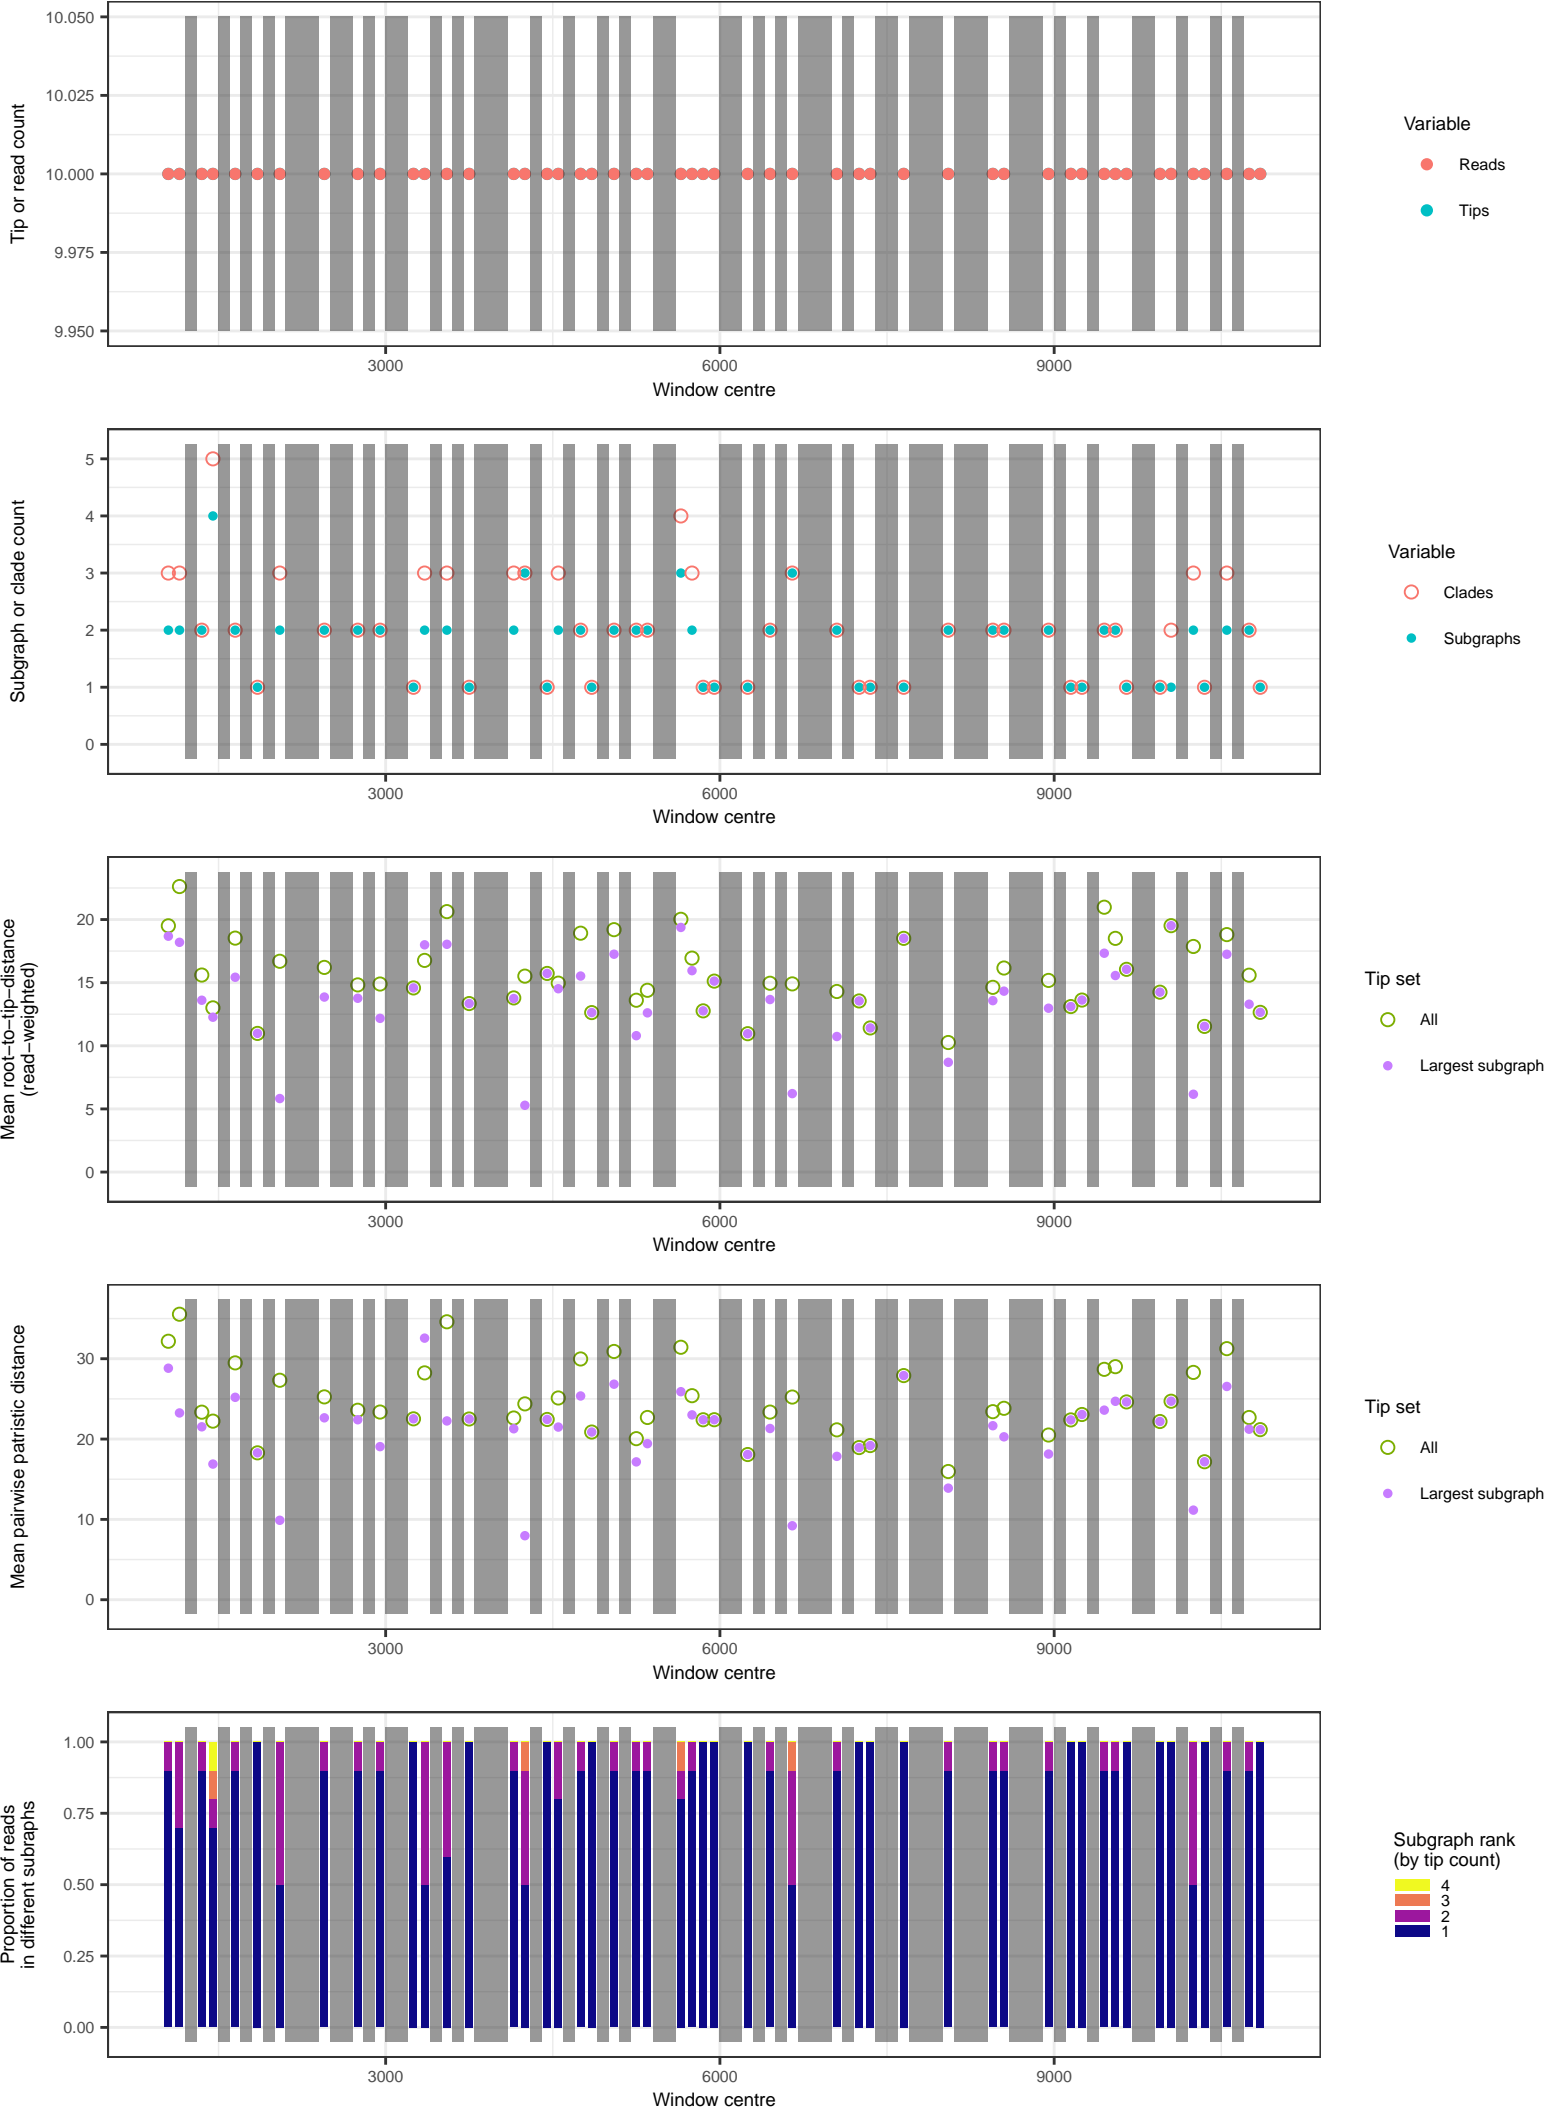 10.050
10.025
10.000
9.975
9.950
Tip or read count
3000
6000
9000
Window centre
Variable
Reads
Tips
5
4
3
2
1
0
Subgraph or clade count
3000
6000
9000
Window centre
Variable
Clades
Subgraphs
20
15
10
5
0
Mean root−to−tip−distance
(read−weighted)
3000
6000
9000
Window centre
Tip set
All
Largest subgraph
30
20
10
0
Mean pairwise patristic distance
3000
6000
9000
Window centre
Tip set
All
Largest subgraph
1.00
0.75
0.50
0.25
0.00
Proportion of reads
in different subraphs
3000
6000
9000
Window centre
Subgraph rank
(by tip count)
4
3
2
1